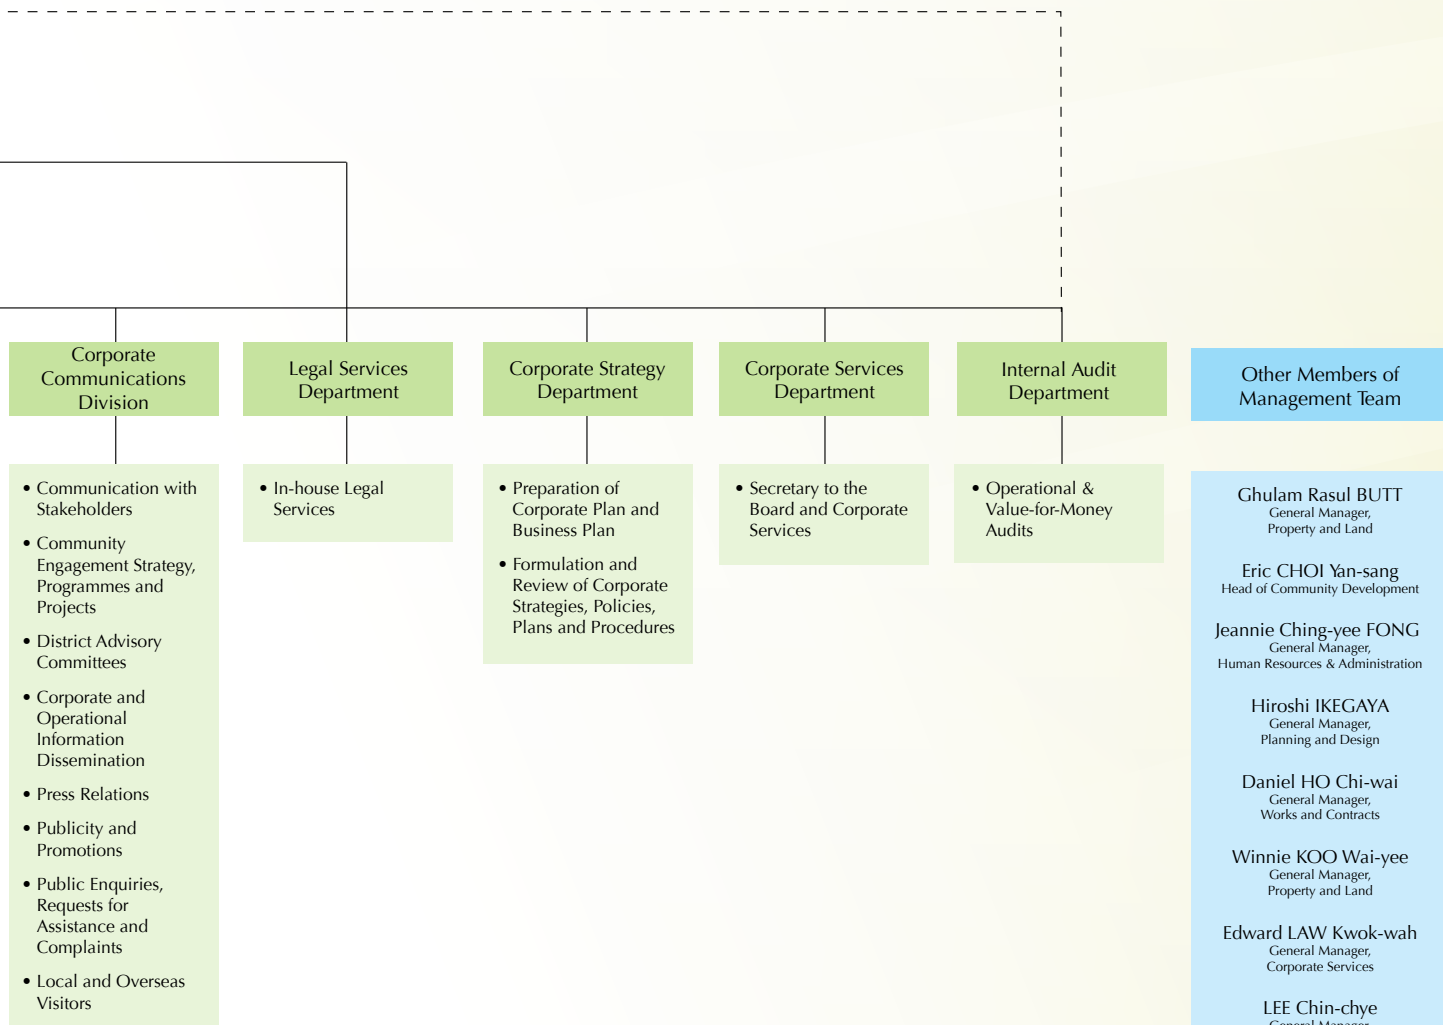 Corporate
Communications
Division
• Communication with
Stakeholders
• Community
Engagement Strategy,
Programmes and
Projects
• District Advisory
Committees
• Corporate and
Operational
Information
Dissemination
• Press Relations
• Publicity and
Promotions
• Public Enquiries,
Requests for
Assistance and
Complaints
• Local and Overseas
Visitors
Legal Services
Department
• In-house Legal
Services
Corporate Strategy
Department
• Preparation of
Corporate Plan and
Business Plan
• Formulation and
Review of Corporate
Strategies, Policies,
Plans and Procedures
Corporate Services
Department
• Secretary to the
Board and Corporate
Services
Internal Audit
Department
• Operational &
Value-for-Money
Audits
Other Members of
Management Team
Ghulam Rasul BUTT
General Manager,
Property and Land
Eric CHOI Yan-sang
Head of Community Development
Jeannie Ching-yee FONG
General Manager,
Human Resources & Administration
Hiroshi IKEGAYA
General Manager,
Planning and Design
Daniel HO Chi-wai
General Manager,
Works and Contracts
Winnie KOO Wai-yee
General Manager,
Property and Land
Edward LAW Kwok-wah
General Manager,
Corporate Services
LEE Chin-chye
General Manager,